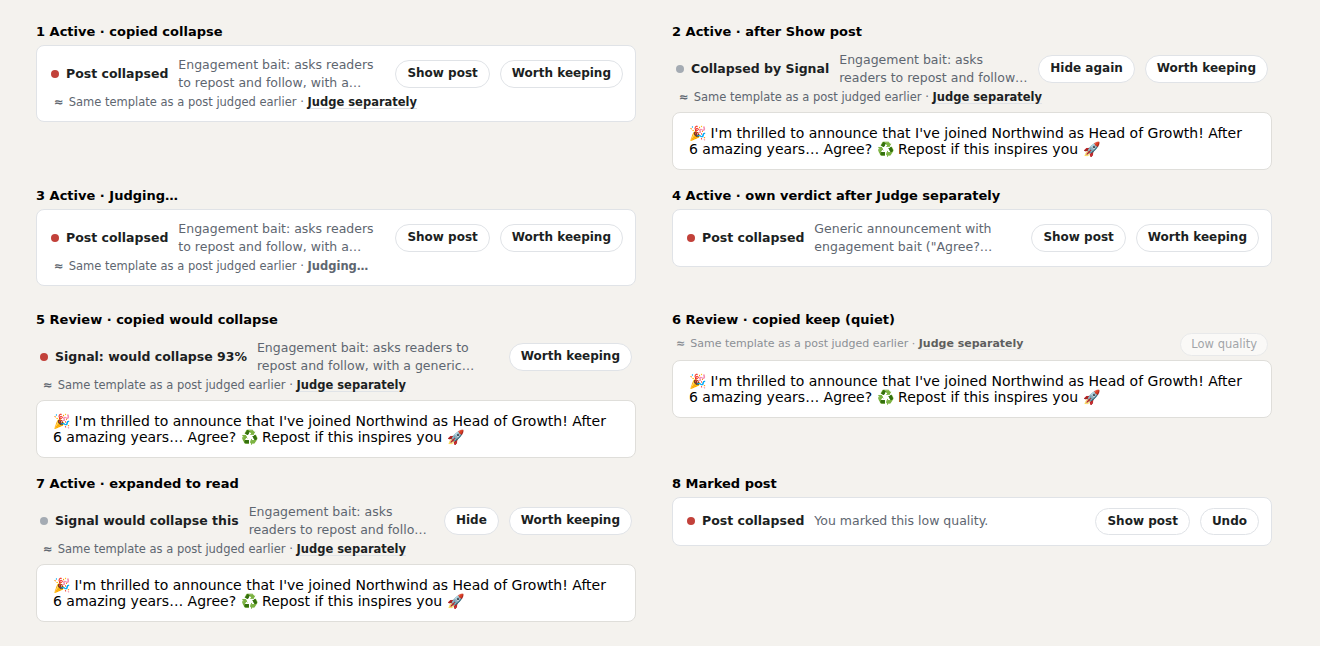 1 Active · copied collapse
Post collapsed Engagement bait: asks readers
to post and follow, with a…
Show post Worth keeping
≈ Same template as a post judged earlier · Judge separately
2 Active · after Show post
Collapsed by Signal Engagement bait: asks
readers to repost and follow…
Hide again Worth keeping
≈ Same template as a post judged earlier · Judge separately
🎉 I'm thrilled to announce that I've joined Northwind as Head of Growth! After
6 amazing years… Agree? ♻️ Repost if this inspires you 🚀
3 Active · Judging…
Post collapsed Engagement bait: asks readers
to repost and follow, with a…
Show post Worth keeping
≈ Same template as a post judged earlier · Judging…
4 Active · own verdict after Judge separately
Post collapsed Generic announcement with
engagement bait ("Agree?…
Show post Worth keeping
5 Review · copied would collapse
Signal: would collapse 93% Engagement bait: asks readers to
repost and follow, with a generic…
Worth keeping
≈ Same template as a post judged earlier · Judge separately
🎉 I'm thrilled to announce that I've joined Northwind as Head of Growth! After
6 amazing years… Agree? ♻️ Repost if this inspires you 🚀
6 Review · copied keep (quiet)
≈ Same template as a post judged earlier · Judge separately
Low quality
🎉 I'm thrilled to announce that I've joined Northwind as Head of Growth! After
6 amazing years… Agree? ♻️ Repost if this inspires you 🚀
7 Active · expanded to read
Signal would collapse this Engagement bait: asks
readers to repost and follo…
Hide Worth keeping
≈ Same template as a post judged earlier · Judge separately
🎉 I'm thrilled to announce that I've joined Northwind as Head of Growth! After
6 amazing years… Agree? ♻️ Repost if this inspires you 🚀
8 Marked post
Post collapsed You marked this low quality.
Show post Undo